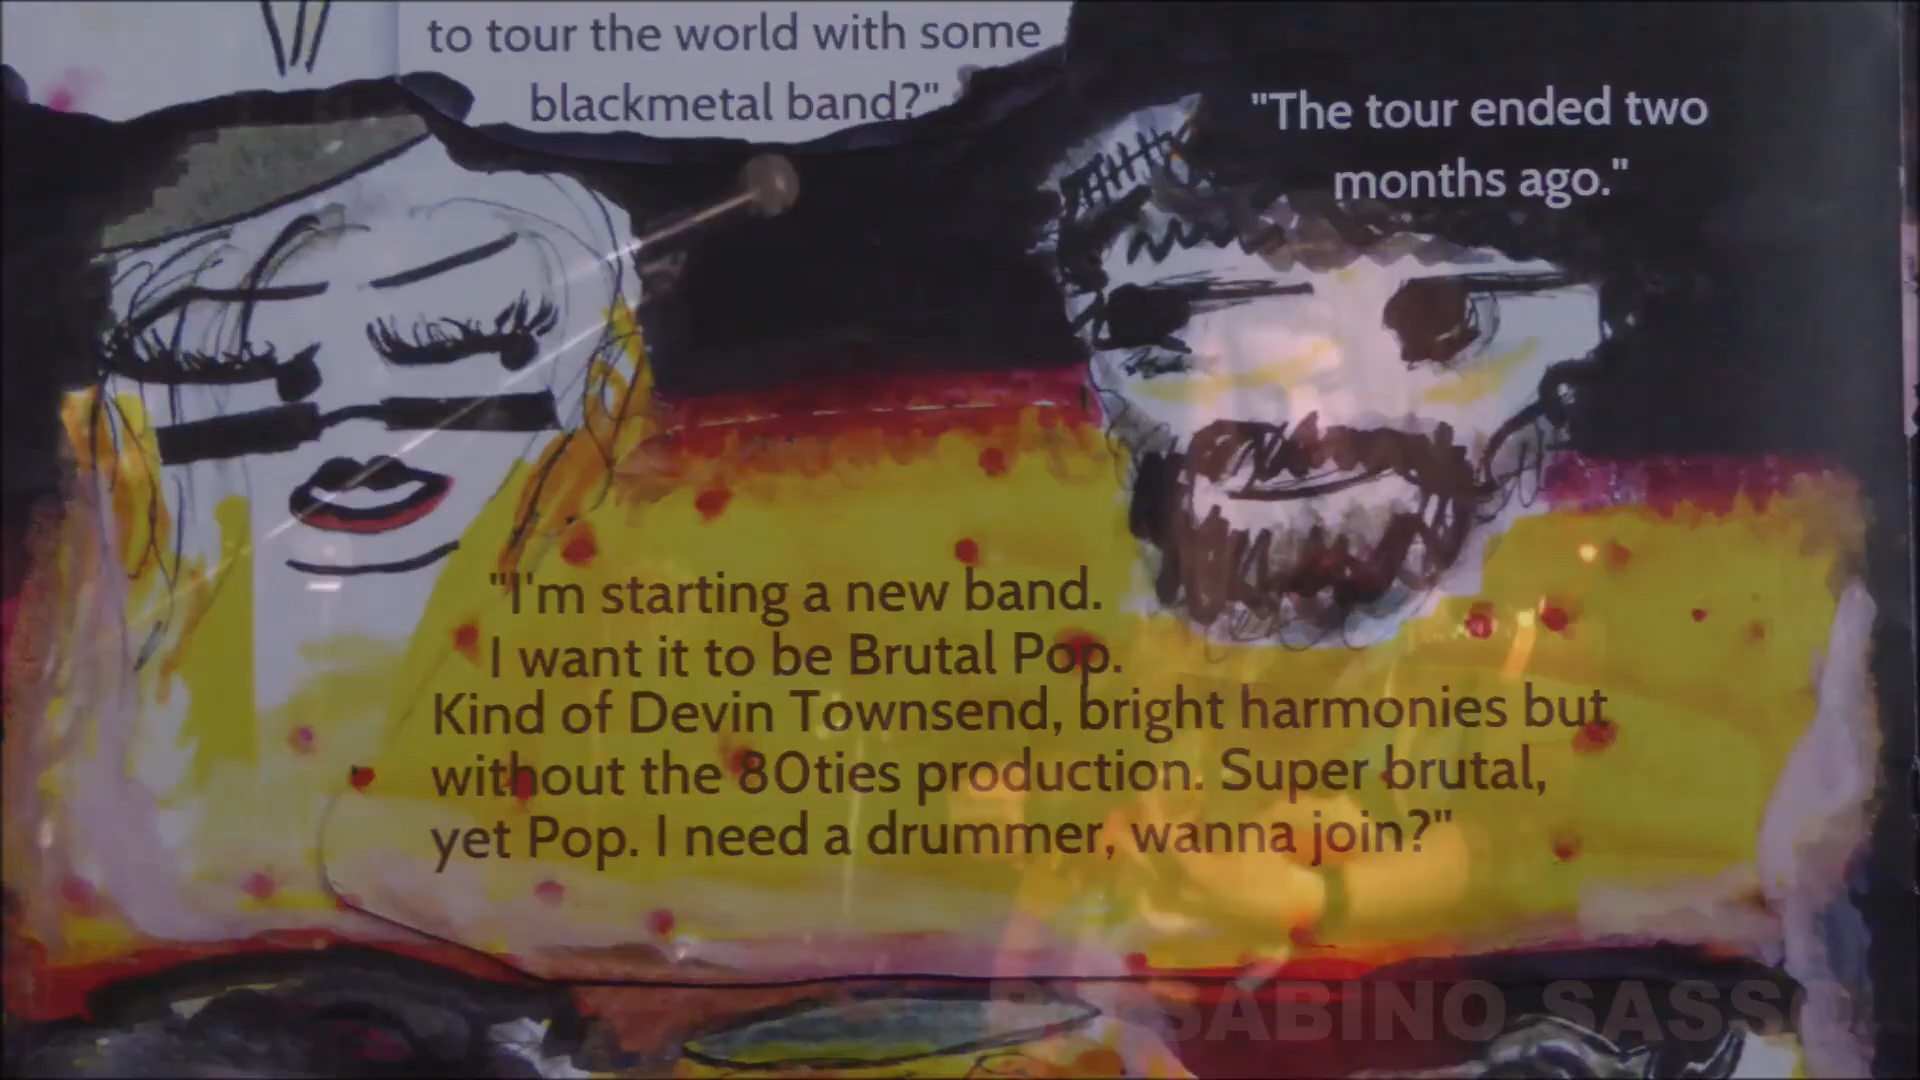 to tour the world with some
blackmetal band?"
"The tour ended two
months ago."
"I'm starting a new band.
I want it to be Brutal Pop.
Kind of Devin Townsend, bright harmonies but
without the 80ties production. Super brutal,
yet Pop. I need a drummer, wanna join?"
BY SABINO SASSO